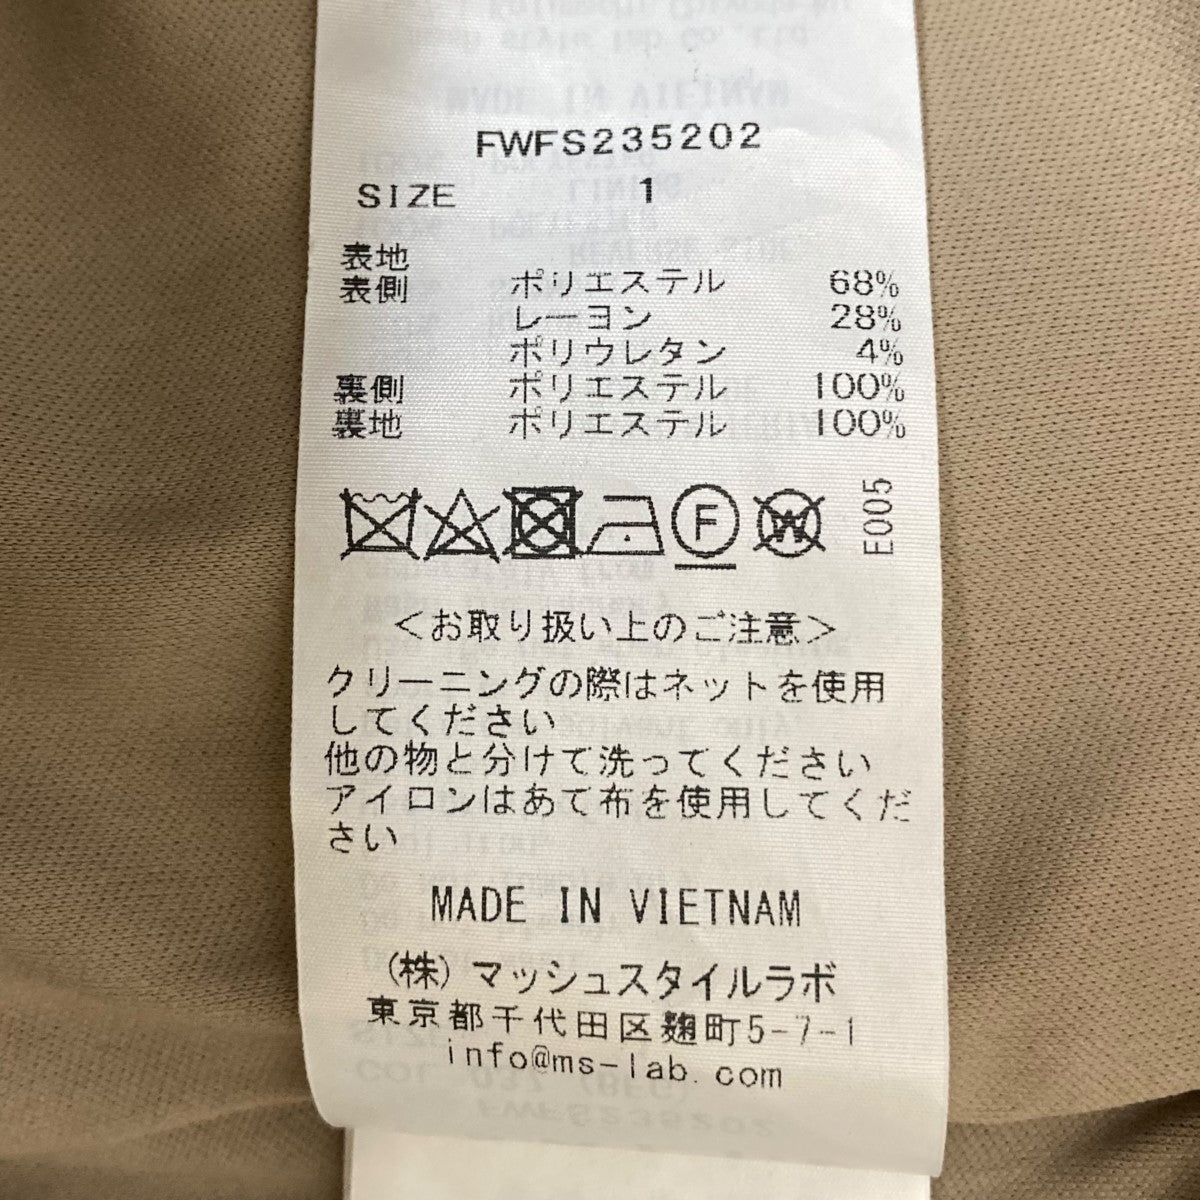 FWFS235202
SIZE 1
表地
表側 ポリエステル 68%
レーヨン 28%
ポリウレタン 4%
裏側 ポリエステル 100%
裏地 ポリエステル 100%
F W E005
<お取り扱い上のご注意>
クリーニングの際はネットを使用
してください
他の物と分けて洗ってください
アイロンはあて布を使用してくだ
さい
MADE IN VIETNAM
(株)マッシュスタイルラボ
東京都千代田区麹町5-7-1
info@ms-lab.com